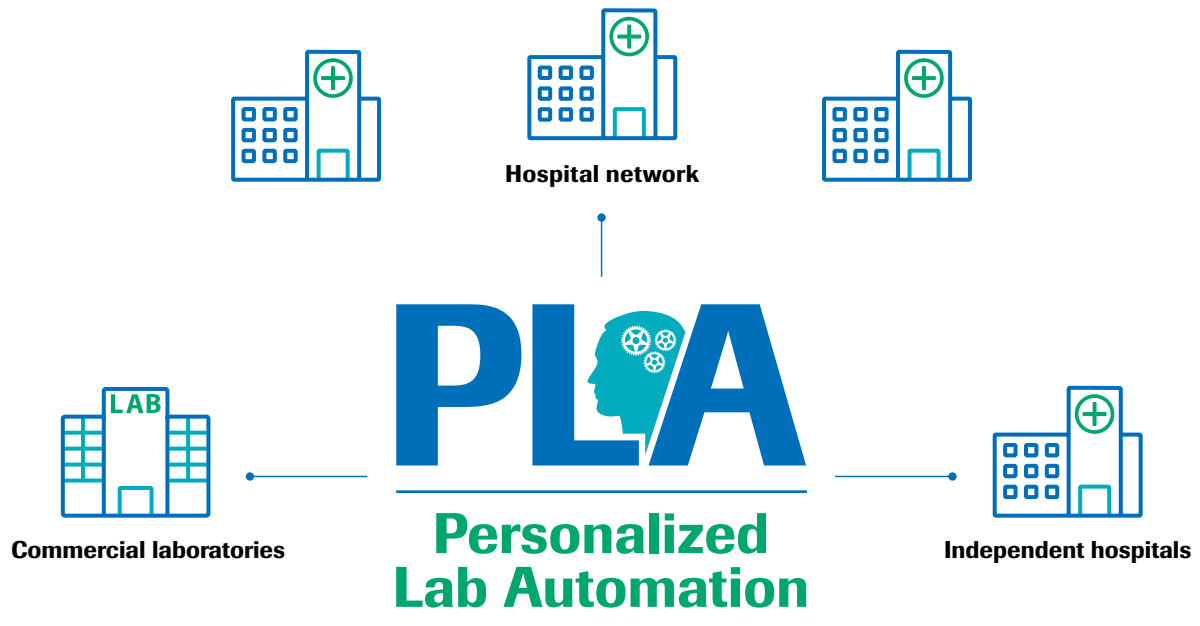 Hospital network
PLA
LAB
Commercial laboratories
Personalized
Lab Automation
Independent hospitals